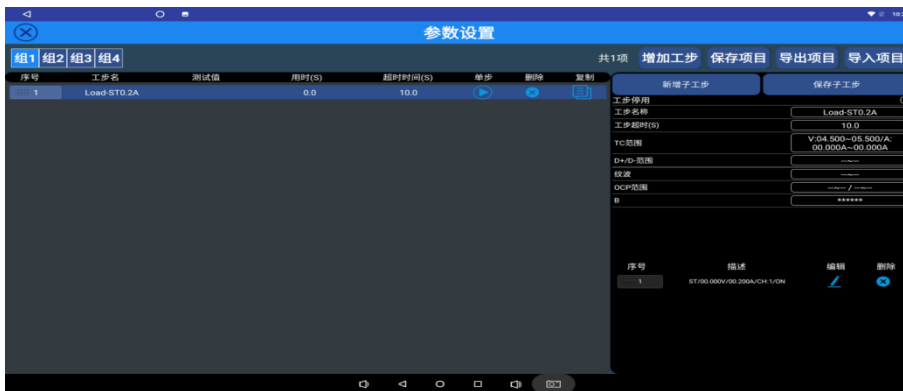 10:
参数设置
组1 组2 组3 组4
共1项 增加工步 保存项目 导出项目 导入项目
序号 工步名 测试值 用时(S) 超时时间(S) 单步 删除 复制
1 Load-ST0.2A 0.0 10.0
新增子工步 保存子工步
工步停用
工步名称 Load-ST0.2A
工步超时(S) 10.0
TC范围 V:04.500~05.500/A:
00.000A~00.000A
D+/D-范围 --~--
纹波 --~--
OCP范围 --~-- / --~--
B ******
序号 描述 编辑 删除
1 ST/00.000V/00.200A/CH:1/ON